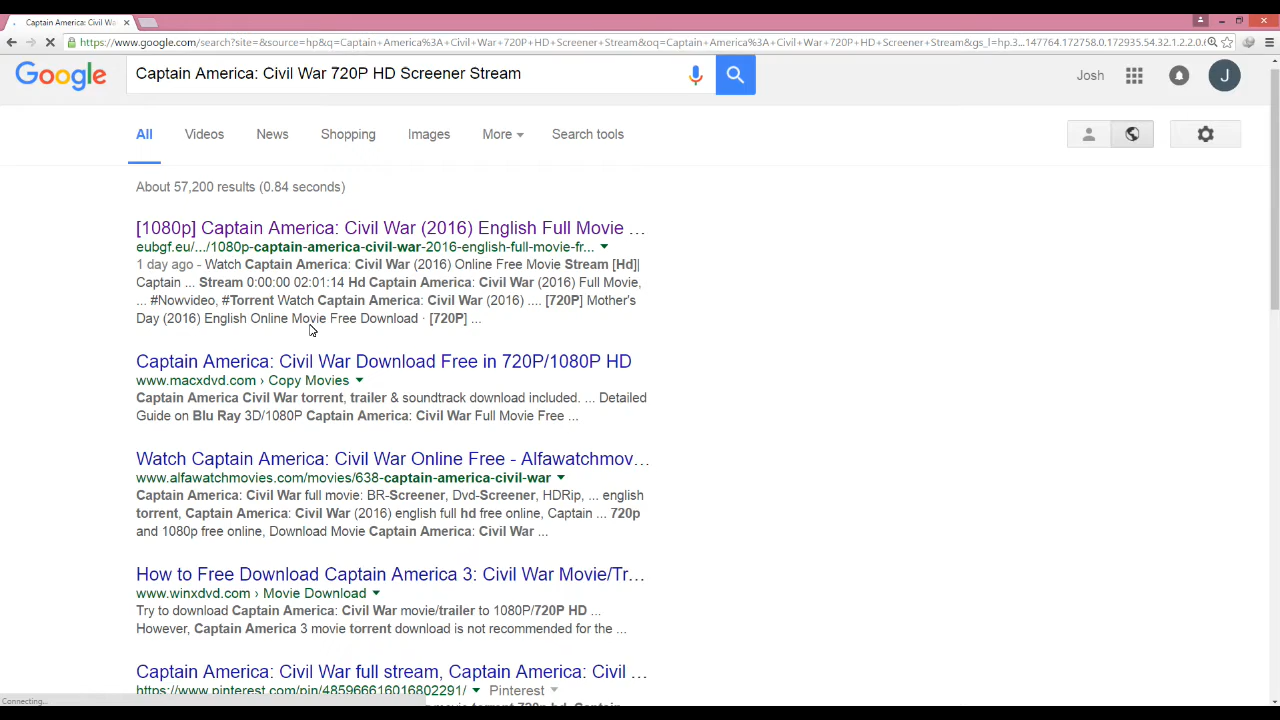 Captain America: Civil Wa
https://www.google.com/search?site=&source=hp&q=Captain+America%3A+Civil+War+720P+HD+Screener+Stream&oq=Captain+America%3A+Civil+War+720P+HD+Screener+Stream&gs_l=hp.3...147764.172758.0.172935.54.32.1.2.2.0.6
Google
Captain America: Civil War 720P HD Screener Stream
Josh
J
All Videos News Shopping Images More Search tools
About 57,200 results (0.84 seconds)
[1080p] Captain America: Civil War (2016) English Full Movie ...
eubgf.eu/.../1080p-captain-america-civil-war-2016-english-full-movie-fr...
1 day ago - Watch Captain America: Civil War (2016) Online Free Movie Stream [Hd]|
Captain ... Stream 0:00:00 02:01:14 Hd Captain America: Civil War (2016) Full Movie,
... #Nowvideo, #Torrent Watch Captain America: Civil War (2016) .... [720P] Mother's
Day (2016) English Online Movie Free Download · [720P] ...
Captain America: Civil War Download Free in 720P/1080P HD
www.macxdvd.com › Copy Movies
Captain America Civil War torrent, trailer & soundtrack download included. ... Detailed
Guide on Blu Ray 3D/1080P Captain America: Civil War Full Movie Free ...
Watch Captain America: Civil War Online Free - Alfawatchmov...
www.alfawatchmovies.com/movies/638-captain-america-civil-war
Captain America: Civil War full movie: BR-Screener, Dvd-Screener, HDRip, ... english
torrent, Captain America: Civil War (2016) english full hd free online, Captain ... 720p
and 1080p free online, Download Movie Captain America: Civil War ...
How to Free Download Captain America 3: Civil War Movie/Tr...
www.winxdvd.com › Movie Download
Try to download Captain America: Civil War movie/trailer to 1080P/720P HD ...
However, Captain America 3 movie torrent download is not recommended for the ...
Captain America: Civil War full stream, Captain America: Civil ...
https://www.pinterest.com/pin/485966616016802291/ Pinterest
Connecting...